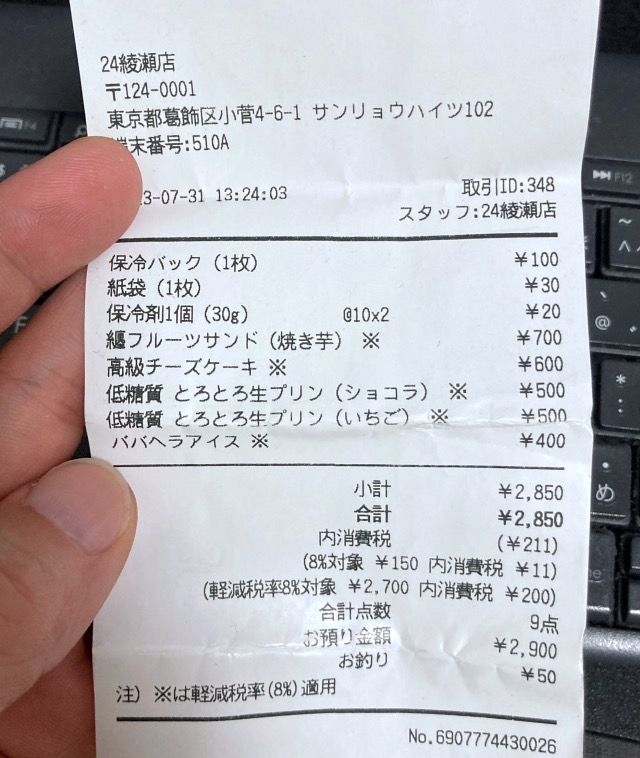 24綾瀬店
〒124-0001
東京都葛飾区小菅4-6-1 サンリョウハイツ102
端末番号:510A
3-07-31 13:24:03 取引ID:348
スタッフ:24綾瀬店
保冷バック (1枚) ¥100
紙袋 (1枚) ¥30
保冷剤1個 (30g) @10x2 ¥20
纏フルーツサンド (焼き芋) ※ ¥700
高級チーズケーキ ※ ¥600
低糖質 とろとろ生プリン (ショコラ) ※ ¥500
低糖質 とろとろ生プリン (いちご) ※ ¥500
ババヘラアイス ※ ¥400
小計 ¥2,850
合計 ¥2,850
内消費税 (¥211)
(8%対象 ¥150 内消費税 ¥11)
(軽減税率8%対象 ¥2,700 内消費税 ¥200)
合計点数 9点
お預り金額 ¥2,900
お釣り ¥50
注) ※は軽減税率(8%)適用
No.6907774430026